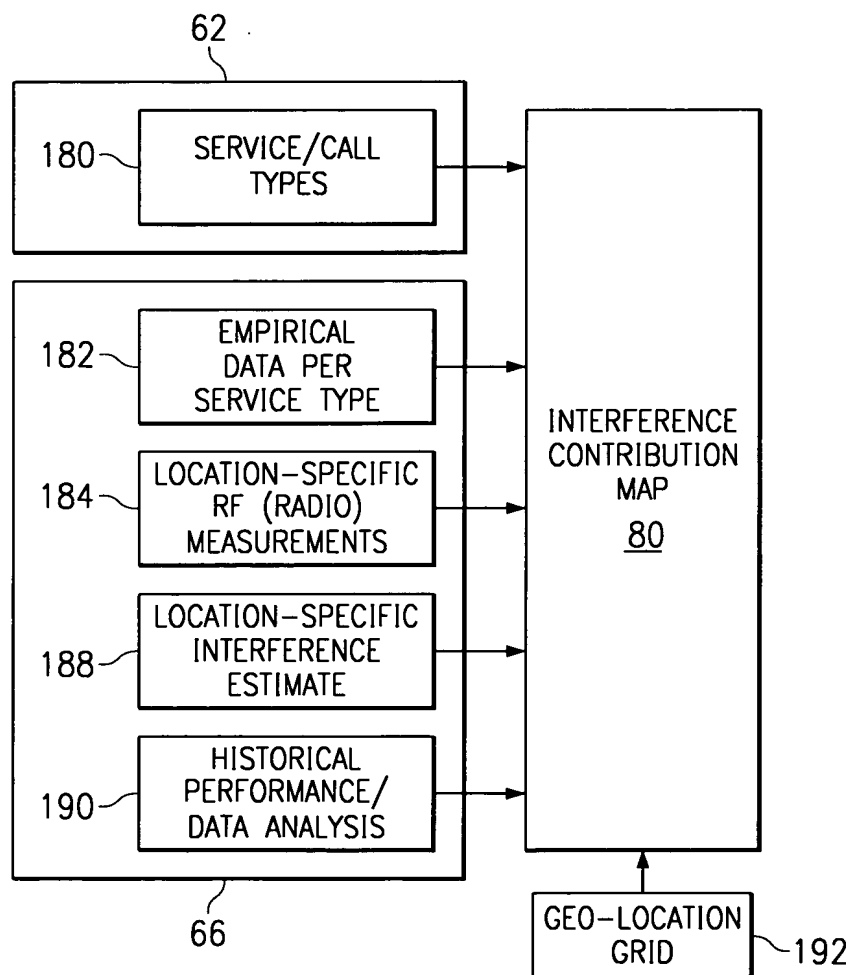 62
180
SERVICE/CALL
TYPES
182
EMPIRICAL
DATA PER
SERVICE TYPE
184
LOCATION-SPECIFIC
RF (RADIO)
MEASUREMENTS
188
LOCATION-SPECIFIC
INTERFERENCE
ESTIMATE
190
HISTORICAL
PERFORMANCE/
DATA ANALYSIS
66
INTERFERENCE
CONTRIBUTION
MAP
80
GEO-LOCATION
GRID
192